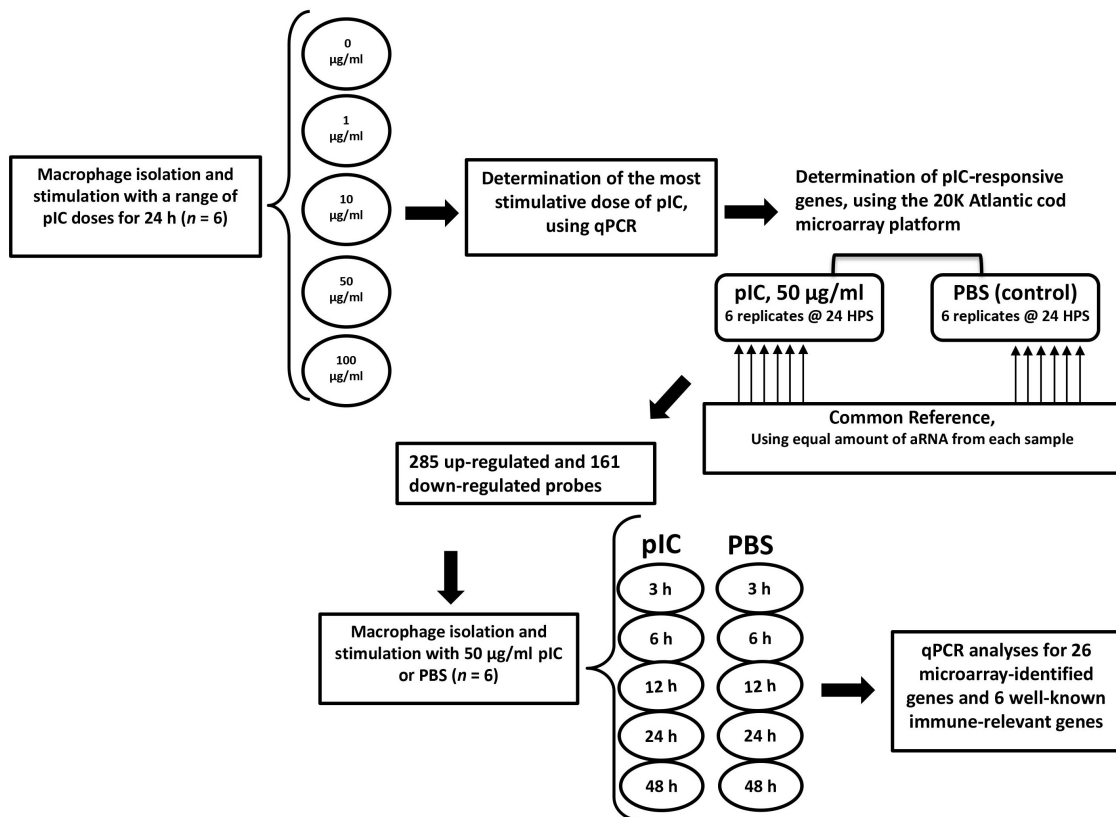 Macrophage isolation and
stimulation with a range of
pIC doses for 24 h (n = 6)
0
µg/ml
1
µg/ml
10
µg/ml
50
µg/ml
100
µg/ml
Determination of the most
stimulative dose of pIC,
using qPCR
Determination of pIC-responsive
genes, using the 20K Atlantic cod
microarray platform
pIC, 50 µg/ml
6 replicates @ 24 HPS
PBS (control)
6 replicates @ 24 HPS
Common Reference,
Using equal amount of aRNA from each sample
285 up-regulated and 161
down-regulated probes
Macrophage isolation and
stimulation with 50 µg/ml pIC
or PBS (n = 6)
pIC PBS
3 h 3 h
6 h 6 h
12 h 12 h
24 h 24 h
48 h 48 h
qPCR analyses for 26
microarray-identified
genes and 6 well-known
immune-relevant genes